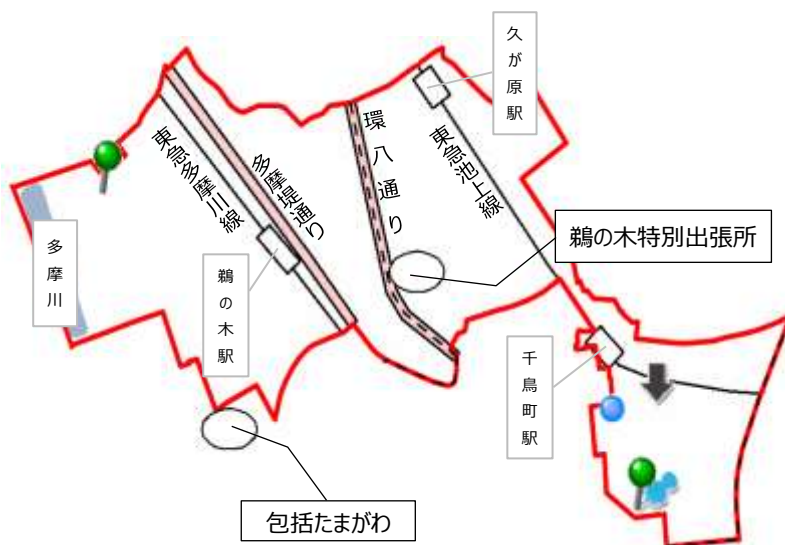 久が原駅
環八通り
東急池上線
多摩堤通り
東急多摩川線
鵜の木特別出張所
多摩川
鵜の木駅
千鳥町駅
包括たまがわ